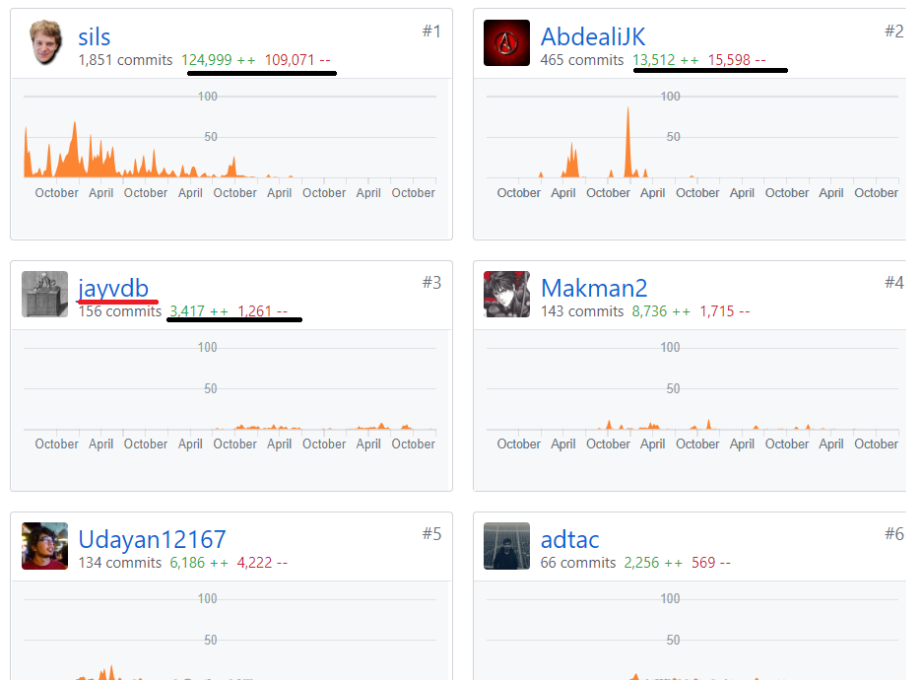 sils #1
1,851 commits 124,999 ++ 109,071 --
100
50
October April October April October April October April October
AbdealiJK #2
465 commits 13,512 ++ 15,598 --
100
50
October April October April October April October April October
jayvdb #3
156 commits 3,417 ++ 1,261 --
100
50
October April October April October April October April October
Makman2 #4
143 commits 8,736 ++ 1,715 --
100
50
October April October April October April October April October
Udayan12167 #5
134 commits 6,186 ++ 4,222 --
100
50
adtac #6
66 commits 2,256 ++ 569 --
100
50